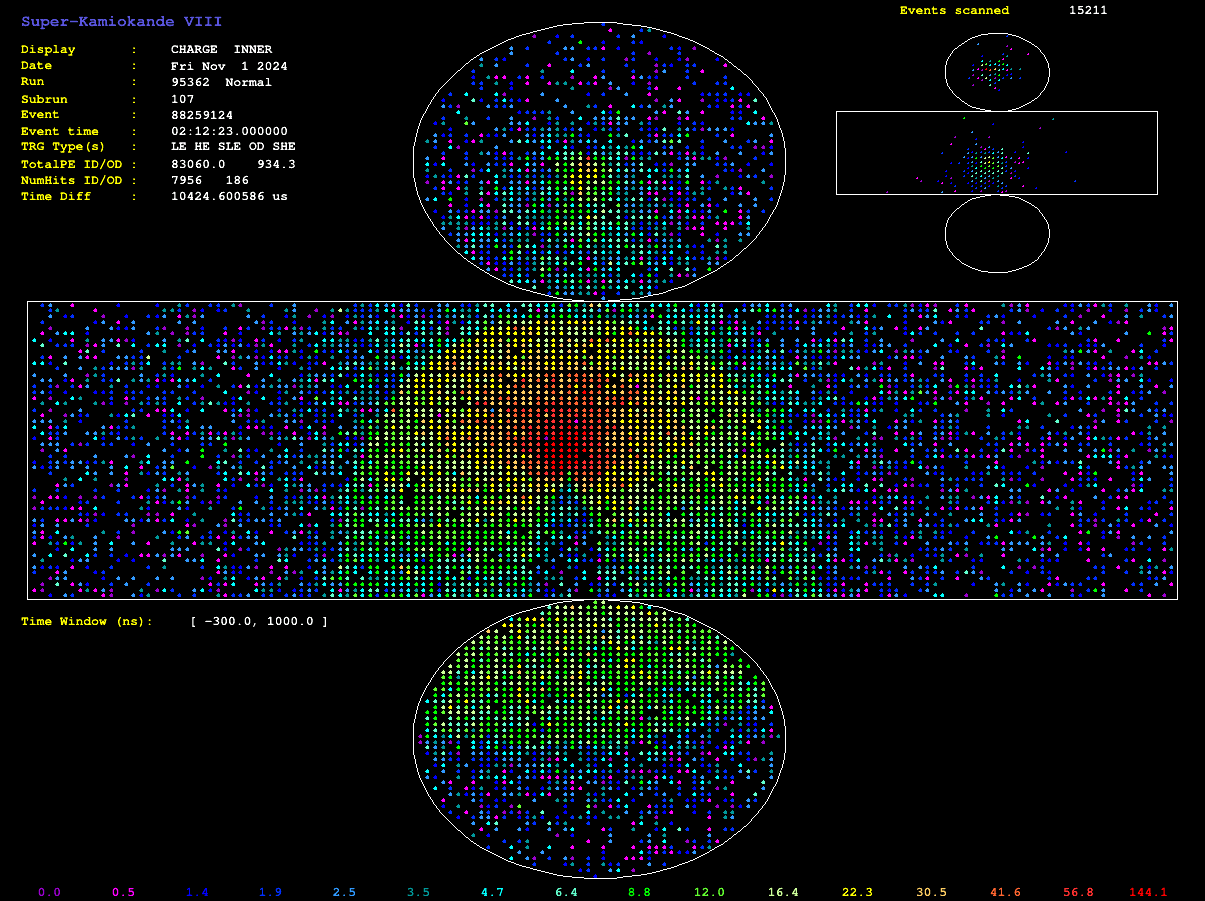 Super-Kamiokande VIII
Events scanned 15211
Display : CHARGE INNER
Date : Fri Nov 1 2024
Run : 95362 Normal
Subrun : 107
Event : 88259124
Event time : 02:12:23.000000
TRG Type(s) : LE HE SLE OD SHE
TotalPE ID/OD : 83060.0 934.3
NumHits ID/OD : 7956 186
Time Diff : 10424.600586 us
Time Window (ns): [ -300.0, 1000.0 ]
0.0 0.5 1.4 1.9 2.5 3.5 4.7 6.4 8.8 12.0 16.4 22.3 30.5 41.6 56.8 144.1